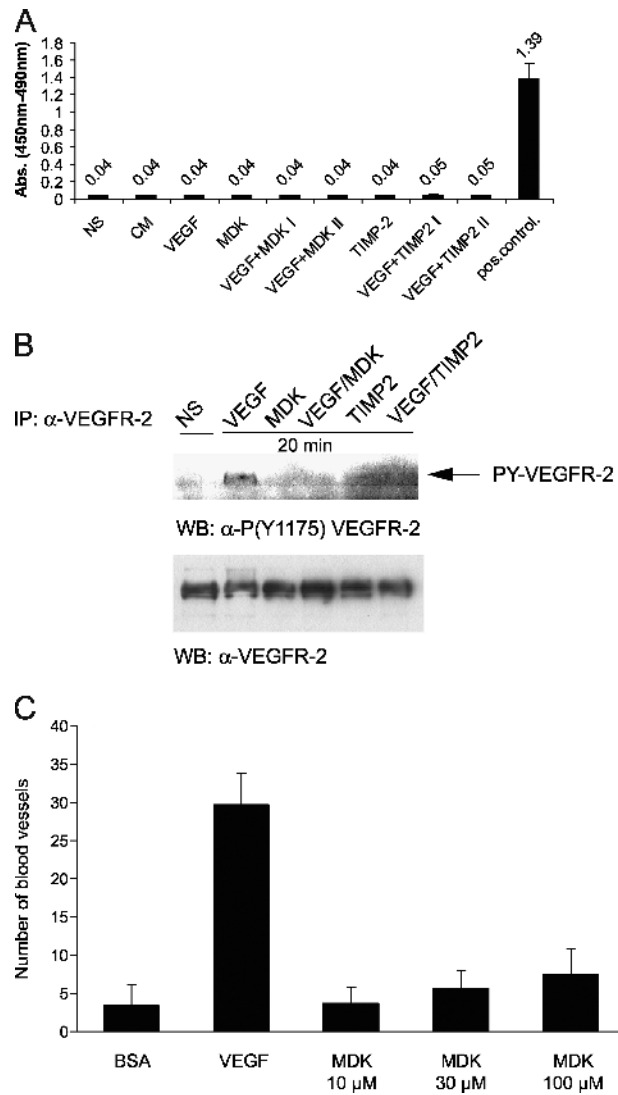 A
Abs. (450nm-490nm)
1.8
1.6
1.4
1.2
1
0.8
0.6
0.4
0.2
0
0.04
0.04
0.04
0.04
0.04
0.04
0.04
0.05
0.05
1.39
NS
CM
VEGF
MDK
VEGF+MDK I
VEGF+MDK II
TIMP-2
VEGF+TIMP2 I
VEGF+TIMP2 II
pos.control.
B
IP: α-VEGFR-2
NS
VEGF
MDK
VEGF/MDK
TIMP2
VEGF/TIMP2
20 min
PY-VEGFR-2
WB: α-P(Y1175) VEGFR-2
WB: α-VEGFR-2
C
Number of blood vessels
40
35
30
25
20
15
10
5
0
BSA
VEGF
MDK
10 µM
MDK
30 µM
MDK
100 µM